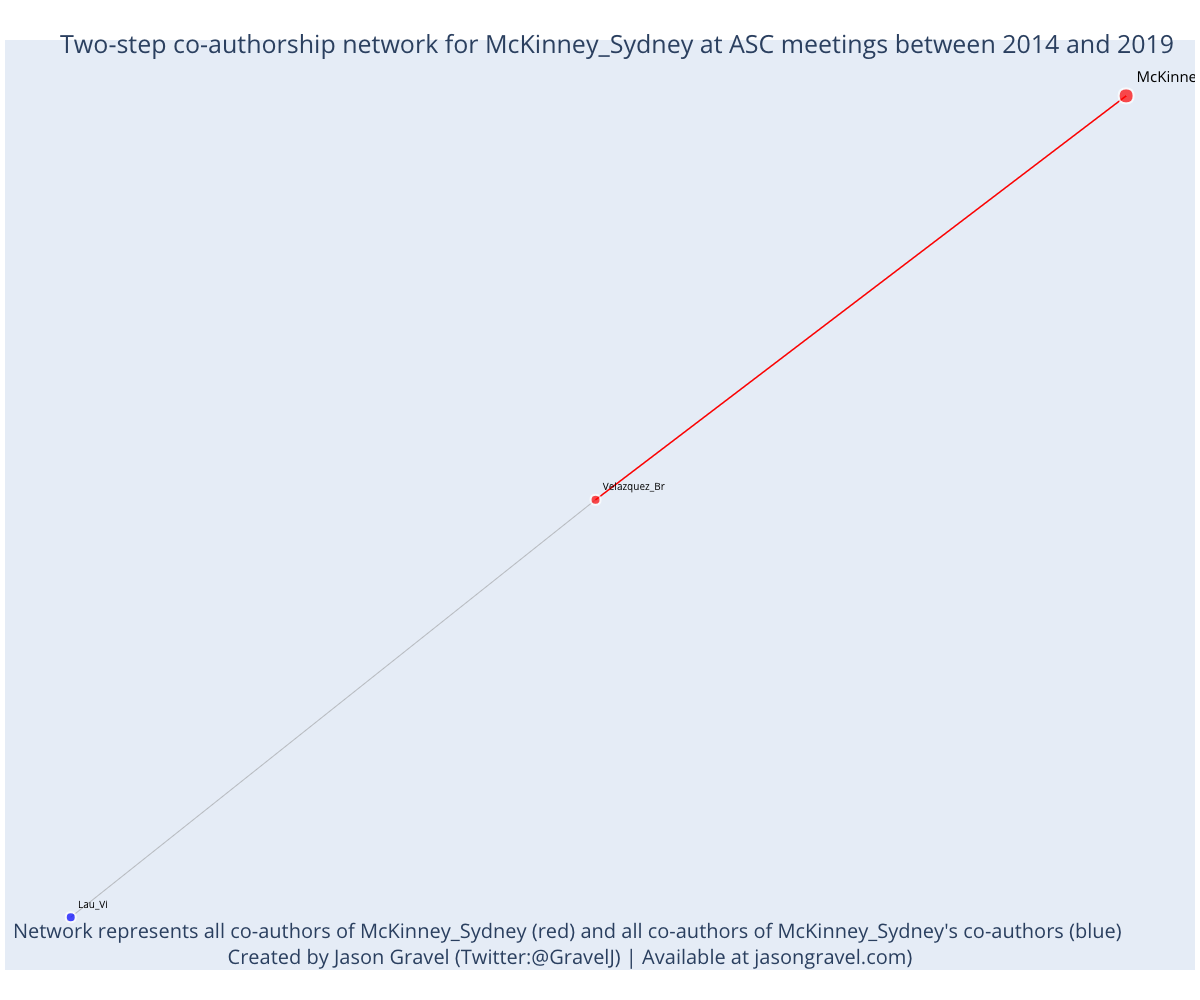 Two-step co-authorship network for McKinney_Sydney at ASC meetings between 2014 and 2019
McKinne
Velazquez_Br
Lau_VI
Network represents all co-authors of McKinney_Sydney (red) and all co-authors of McKinney_Sydney's co-authors (blue)
Created by Jason Gravel (Twitter:@GravelJ) | Available at jasongravel.com)